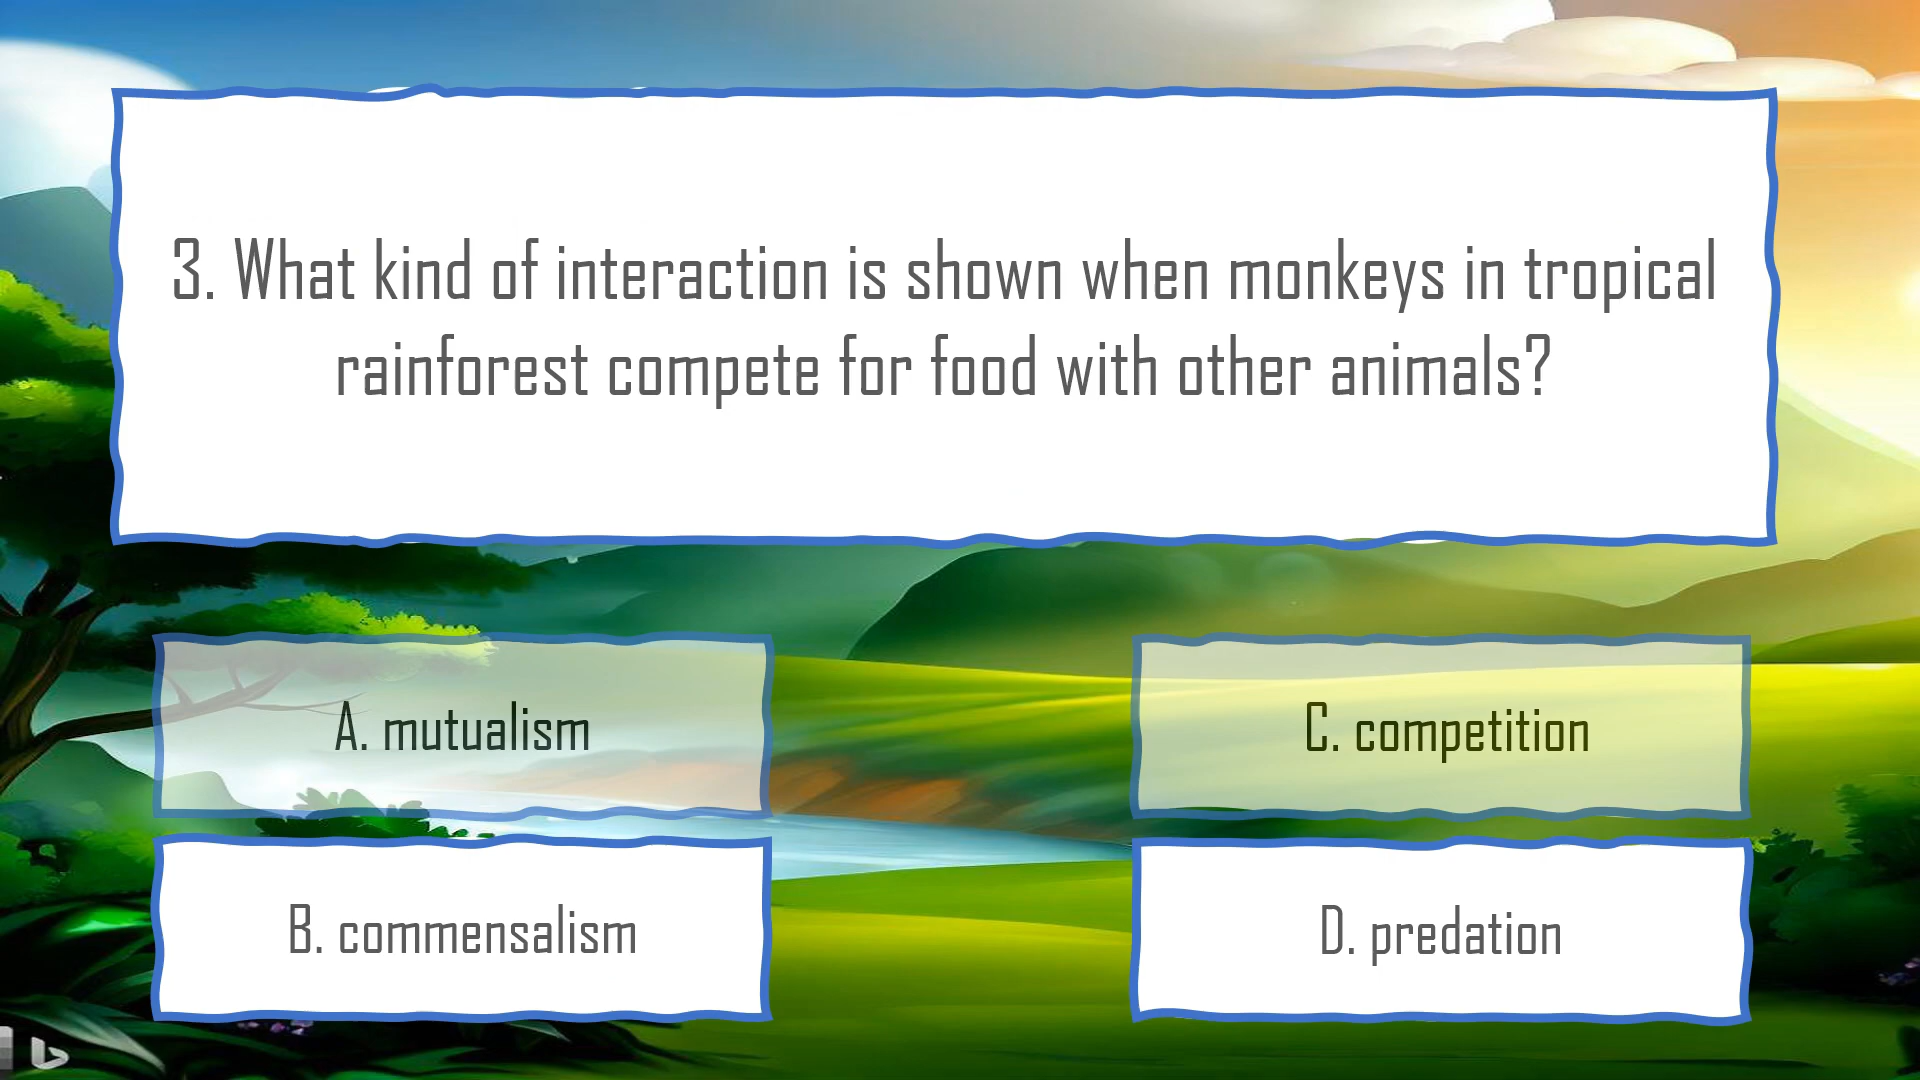 3. What kind of interaction is shown when monkeys in tropical
rainforest compete for food with other animals?
A. mutualism
C. competition
B. commensalism
D. predation